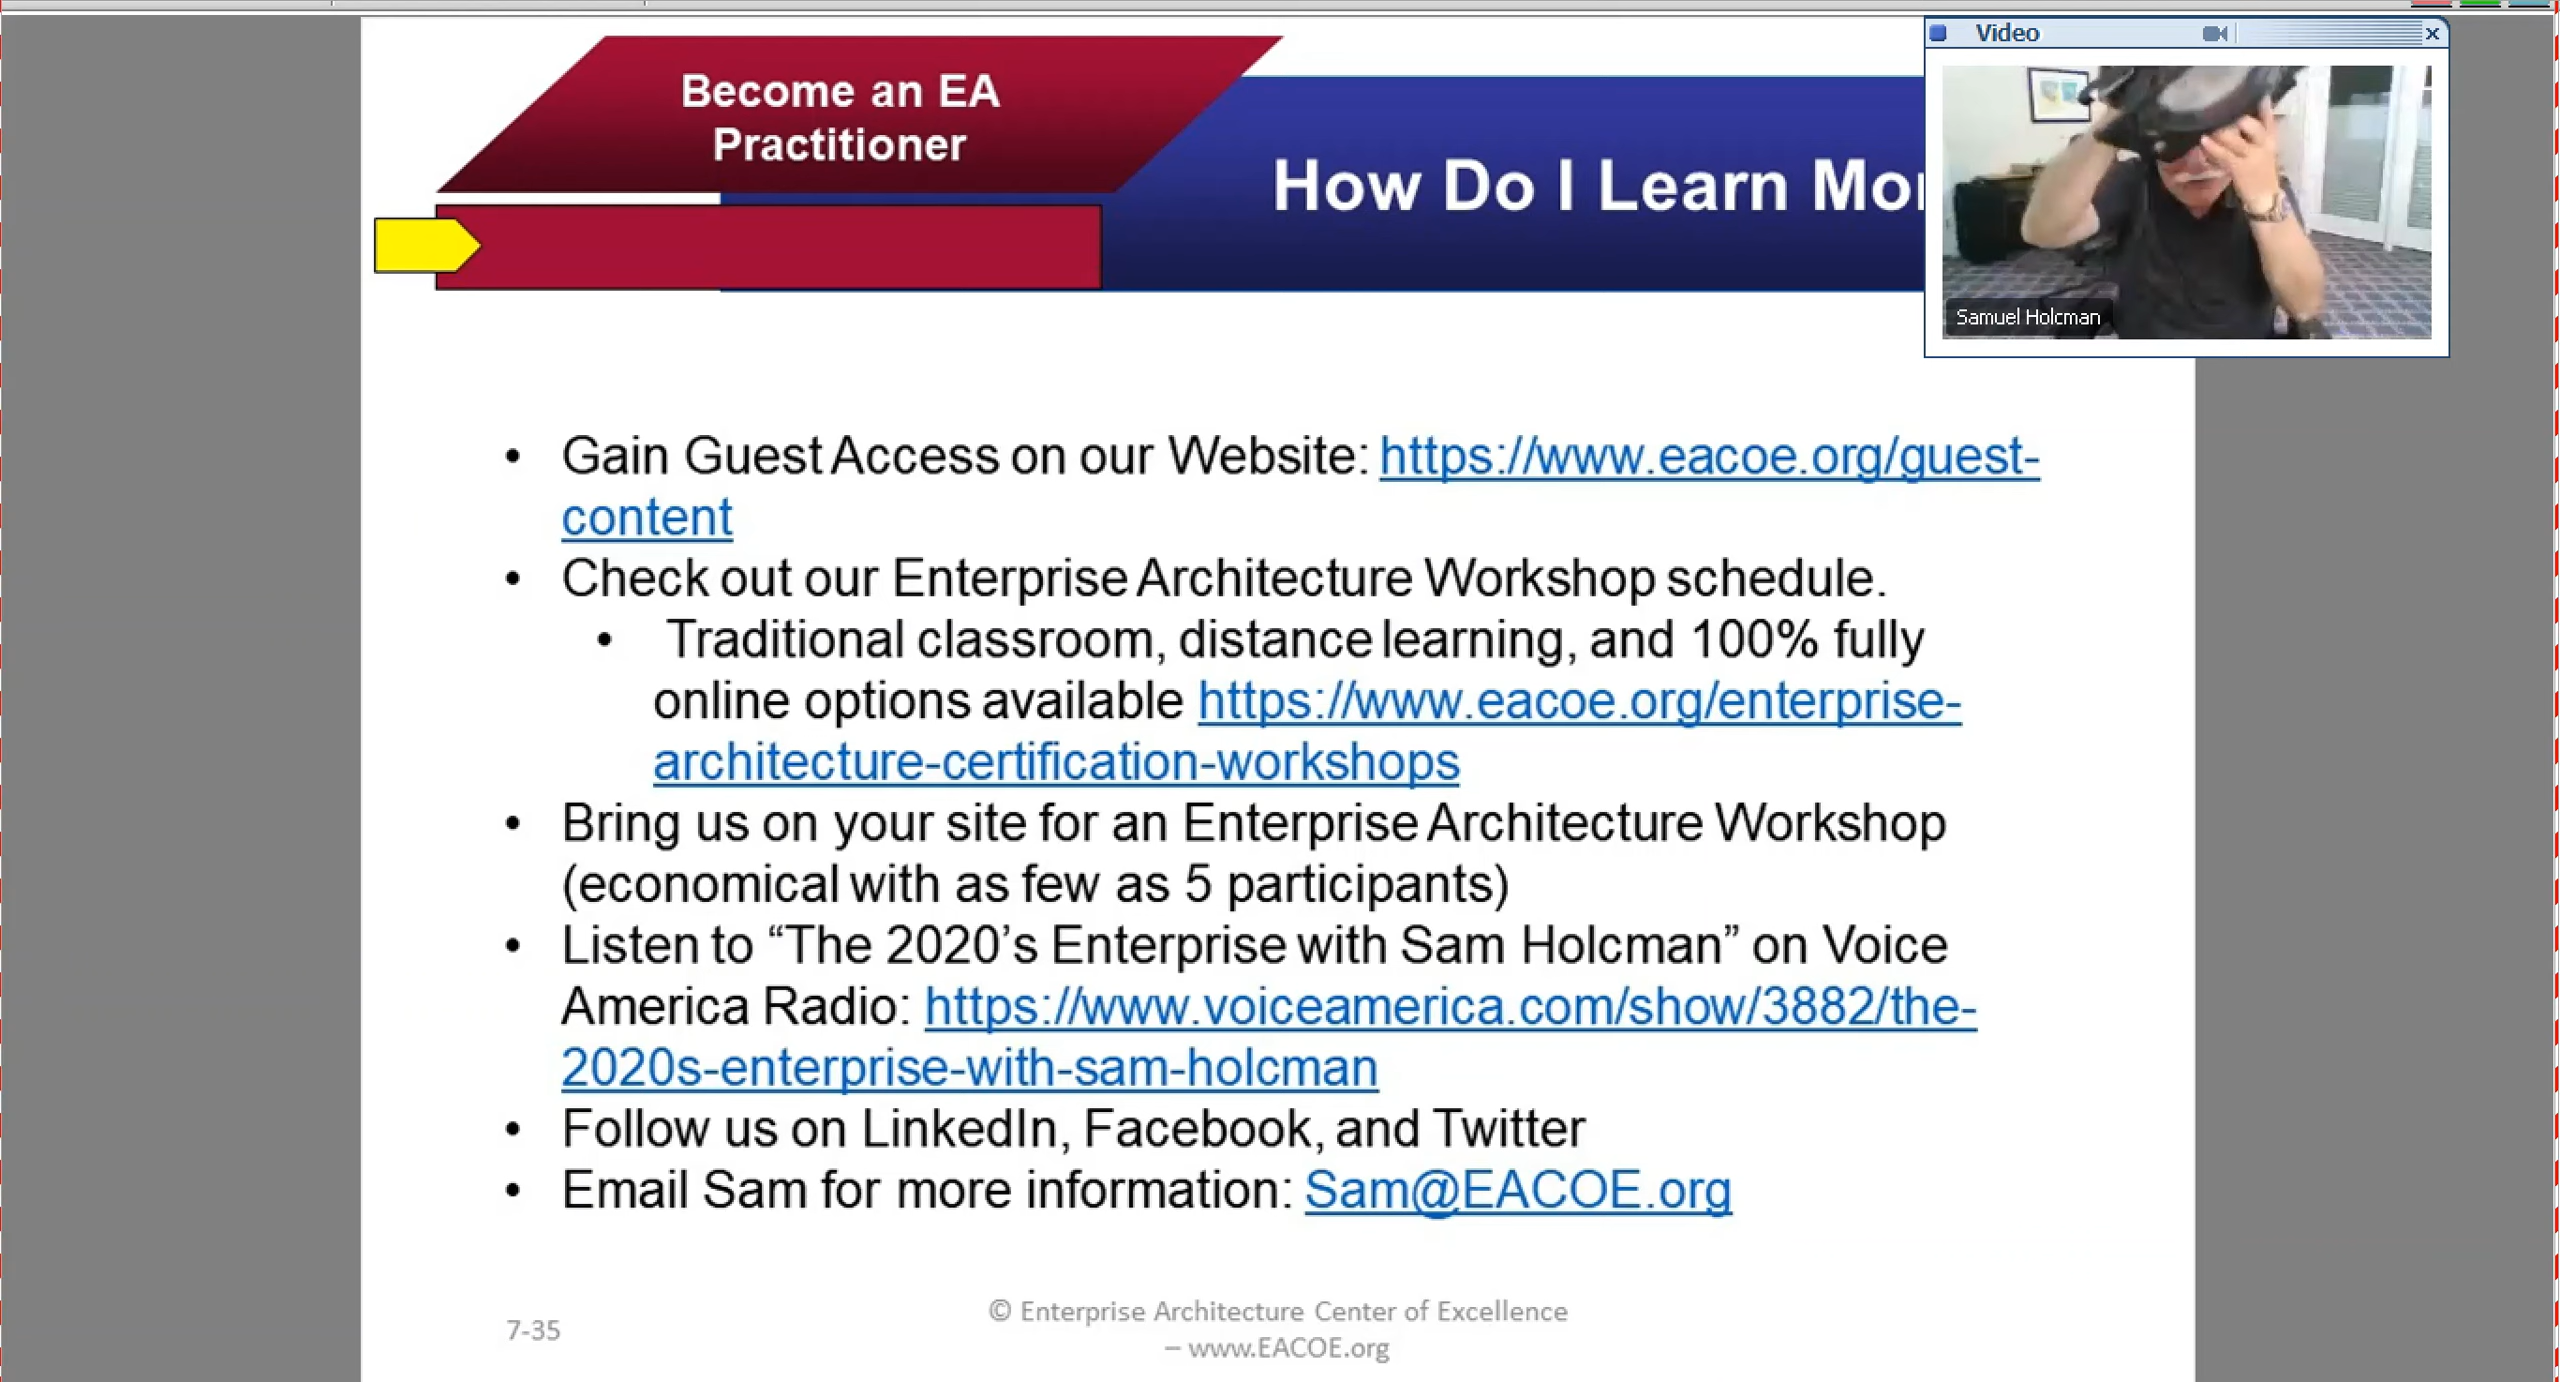 Video
Become an EA
Practitioner
How Do I Learn
Samuel Holcman
• Gain Guest Access on our Website: https://www.eacoe.org/guest-
content
• Check out our Enterprise Architecture Workshop schedule.
• Traditional classroom, distance learning, and 100% fully
online options available https://www.eacoe.org/enterprise-
architecture-certification-workshops
• Bring us on your site for an Enterprise Architecture Workshop
(economical with as few as 5 participants)
• Listen to “The 2020’s Enterprise with Sam Holcman” on Voice
America Radio: https://www.voiceamerica.com/show/3882/the-
2020s-enterprise-with-sam-holcman
• Follow us on LinkedIn, Facebook, and Twitter
• Email Sam for more information: Sam@EACOE.org
7-35
© Enterprise Architecture Center of Excellence
– www.EACOE.org